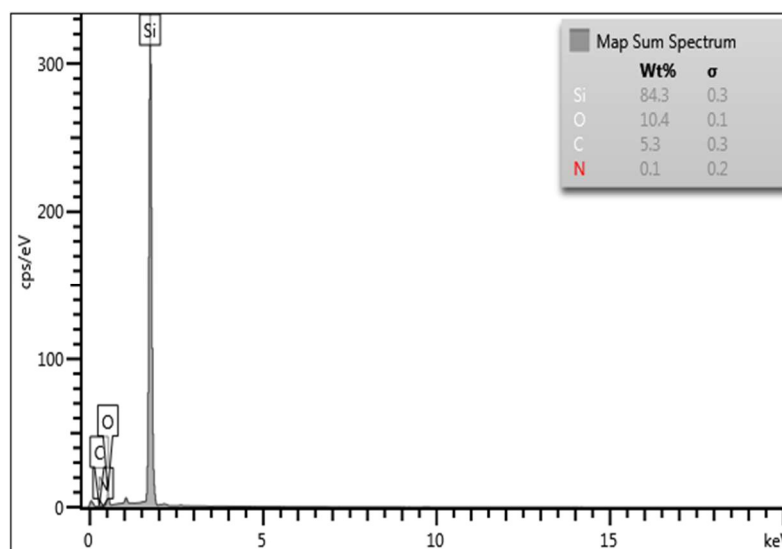 Si
Map Sum Spectrum
Wt% σ
Si 84.3 0.3
O 10.4 0.1
C 5.3 0.3
N 0.1 0.2
300
200
cps/eV
100
O
C
0
0 5 10 15 ke